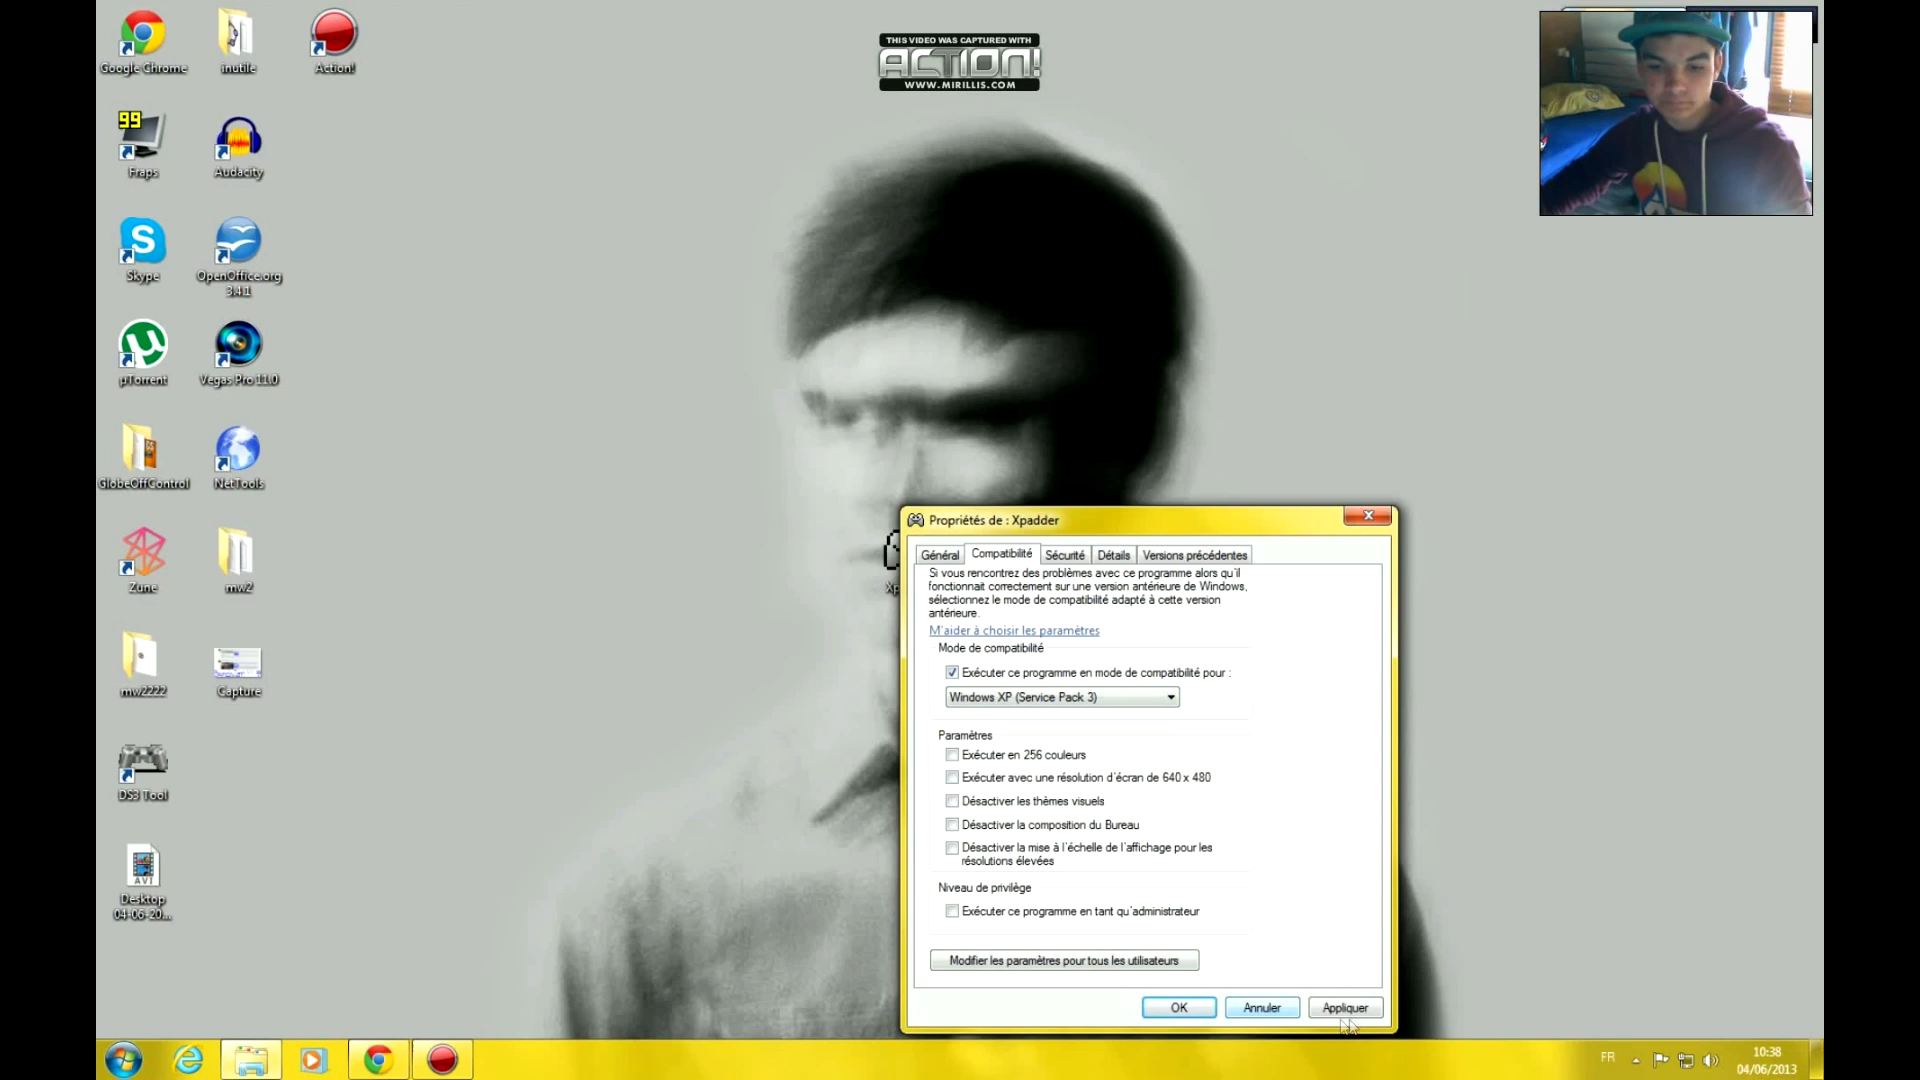 THIS VIDEO WAS CAPTURED WITH
ACTION!
WWW.MIRILLIS.COM
Google Chrome
inutile
Action!
99
Fraps
Audacity
Skype
OpenOffice.org
3.4.1
µTorrent
Vegas Pro 11.0
GlobeOffControl
NetTools
Zune
mw2
mw2222
Capture
DS3 Tool
AVI
Desktop
04-06-20...
Xp
Propriétés de : Xpadder
Général
Compatibilité
Sécurité
Détails
Versions précédentes
Si vous rencontrez des problèmes avec ce programme alors qu'il
fonctionnait correctement sur une version antérieure de Windows,
sélectionnez le mode de compatibilité adapté à cette version
antérieure.
M'aider à choisir les paramètres
Mode de compatibilité
Exécuter ce programme en mode de compatibilité pour :
Windows XP (Service Pack 3)
Paramètres
Exécuter en 256 couleurs
Exécuter avec une résolution d'écran de 640 x 480
Désactiver les thèmes visuels
Désactiver la composition du Bureau
Désactiver la mise à l'échelle de l'affichage pour les
résolutions élevées
Niveau de privilège
Exécuter ce programme en tant qu'administrateur
Modifier les paramètres pour tous les utilisateurs
OK
Annuler
Appliquer
FR
10:38
04/06/2013